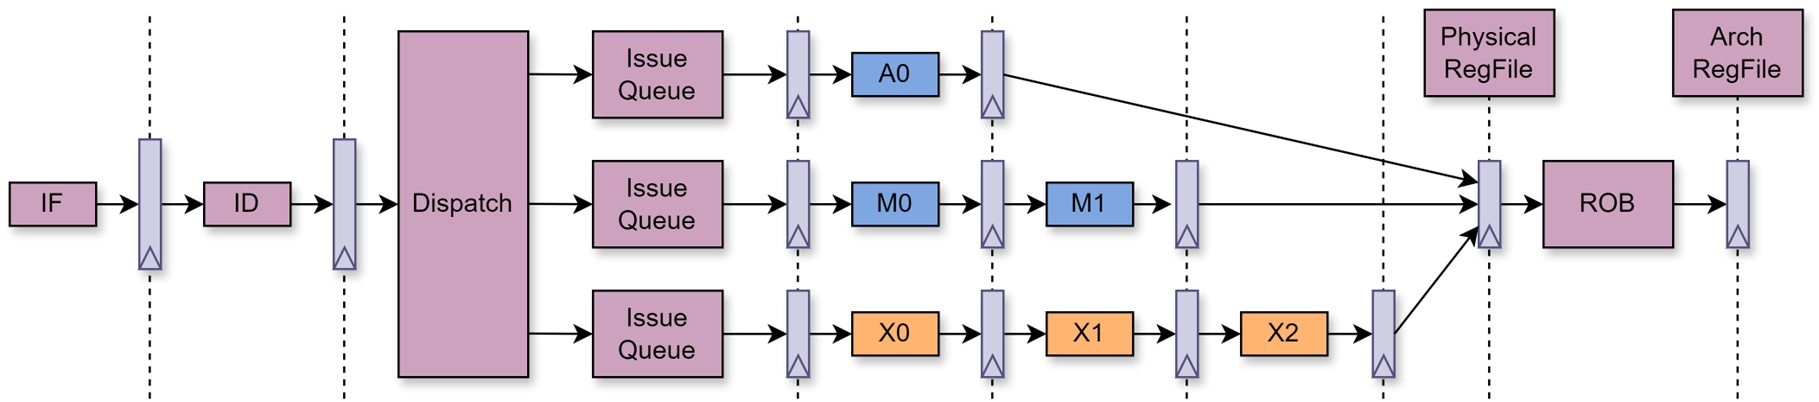 IF
ID
Dispatch
Issue
Queue
A0
Issue
Queue
M0
M1
Issue
Queue
X0
X1
X2
Physical
RegFile
ROB
Arch
RegFile